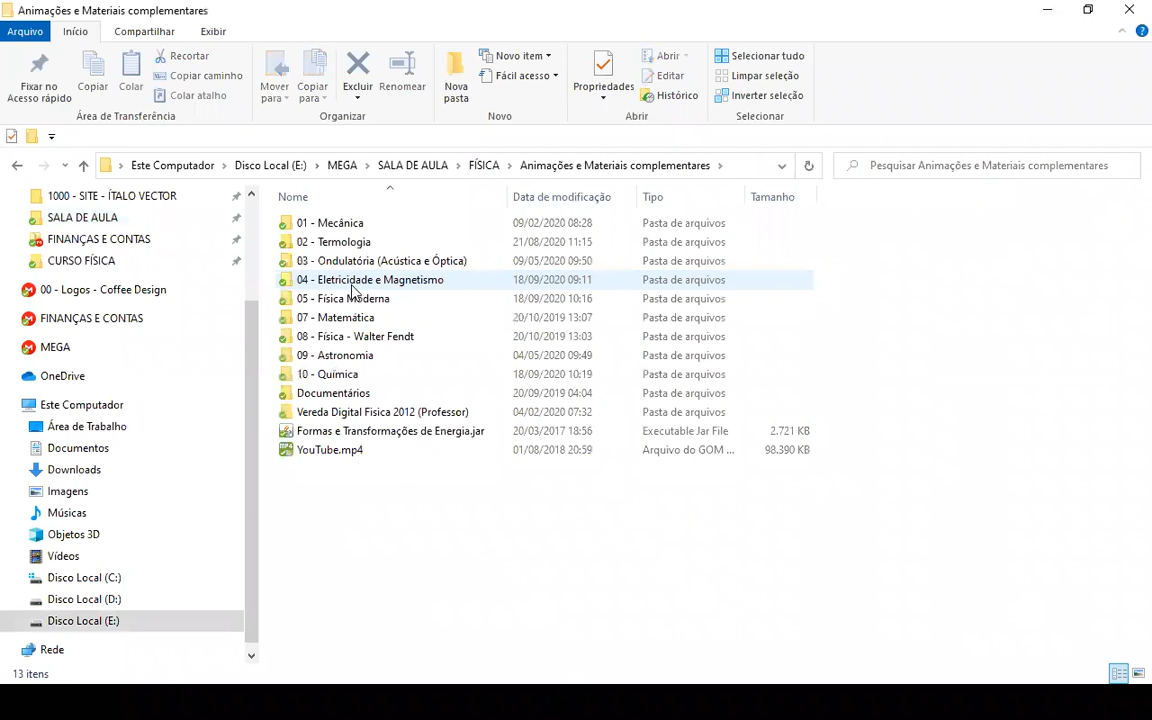 Animações e Materiais complementares
Arquivo Início Compartilhar Exibir
Fixar no Acesso rápido
Copiar
Colar
Recortar
Copiar caminho
Colar atalho
Área de Transferência
Mover para
Copiar para
Excluir
Renomear
Organizar
Nova pasta
Novo item
Fácil acesso
Novo
Propriedades
Abrir
Editar
Histórico
Abrir
Selecionar tudo
Limpar seleção
Inverter seleção
Selecionar
Este Computador > Disco Local (E:) > MEGA > SALA DE AULA > FÍSICA > Animações e Materiais complementares >
Pesquisar Animações e Materiais complementares
1000 - SITE - ÍTALO VECTOR
SALA DE AULA
FINANÇAS E CONTAS
CURSO FÍSICA
00 - Logos - Coffee Design
FINANÇAS E CONTAS
MEGA
OneDrive
Este Computador
Área de Trabalho
Documentos
Downloads
Imagens
Músicas
Objetos 3D
Vídeos
Disco Local (C:)
Disco Local (D:)
Disco Local (E:)
Rede
Nome Data de modificação Tipo Tamanho
01 - Mecânica 09/02/2020 08:28 Pasta de arquivos
02 - Termologia 21/08/2020 11:15 Pasta de arquivos
03 - Ondulatória (Acústica e Óptica) 09/05/2020 09:50 Pasta de arquivos
04 - Eletricidade e Magnetismo 18/09/2020 09:11 Pasta de arquivos
05 - Física Moderna 18/09/2020 10:16 Pasta de arquivos
07 - Matemática 20/10/2019 13:07 Pasta de arquivos
08 - Física - Walter Fendt 20/10/2019 13:03 Pasta de arquivos
09 - Astronomia 04/05/2020 09:49 Pasta de arquivos
10 - Química 18/09/2020 10:19 Pasta de arquivos
Documentários 20/09/2019 04:04 Pasta de arquivos
Vereda Digital Fisica 2012 (Professor) 04/02/2020 07:32 Pasta de arquivos
Formas e Transformações de Energia.jar 20/03/2017 18:56 Executable Jar File 2.721 KB
YouTube.mp4 01/08/2018 20:59 Arquivo do GOM ... 98.390 KB
13 itens